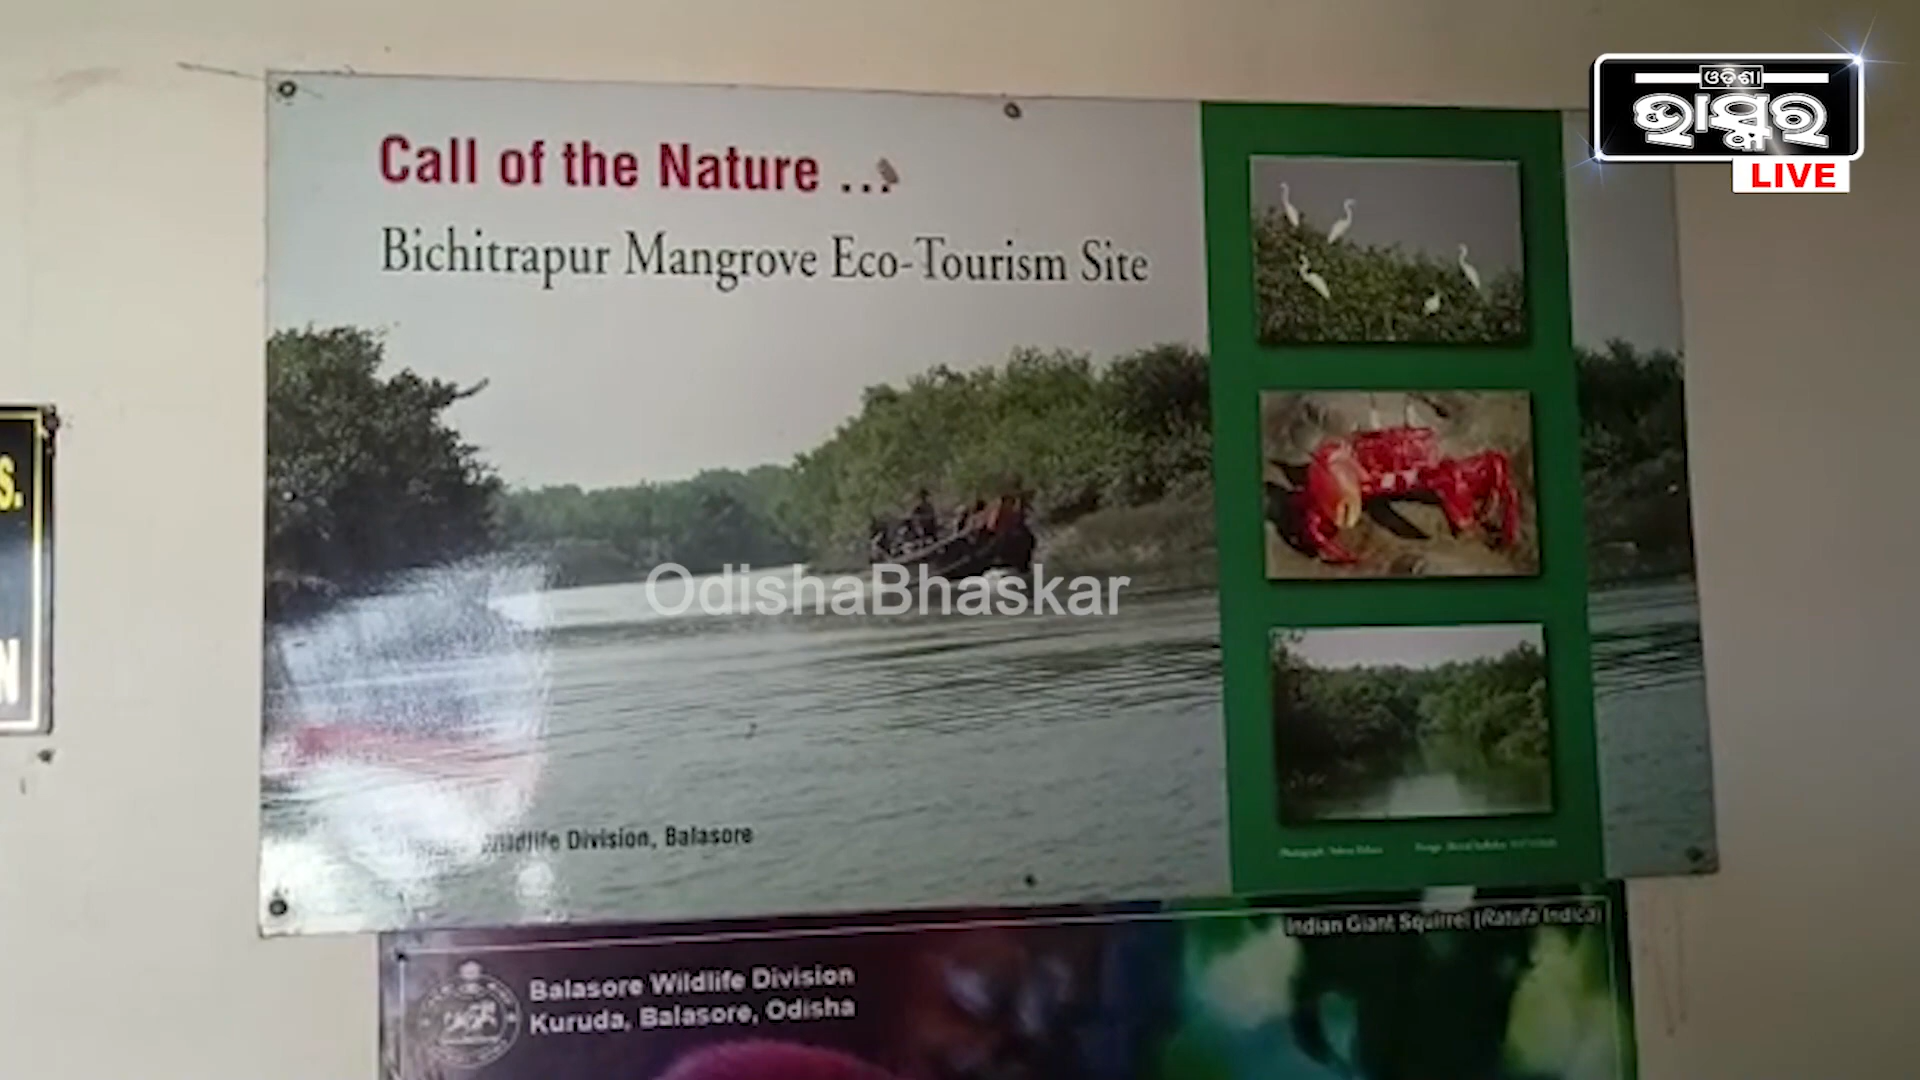 ଓଡ଼ିଶା
ଭାସ୍କର
LIVE
Call of the Nature ...
Bichitrapur Mangrove Eco-Tourism Site
S.
N
OdishaBhaskar
Wildlife Division, Balasore
Indian Giant Squirrel (Ratufa Indica)
Balasore Wildlife Division
Kuruda, Balasore, Odisha